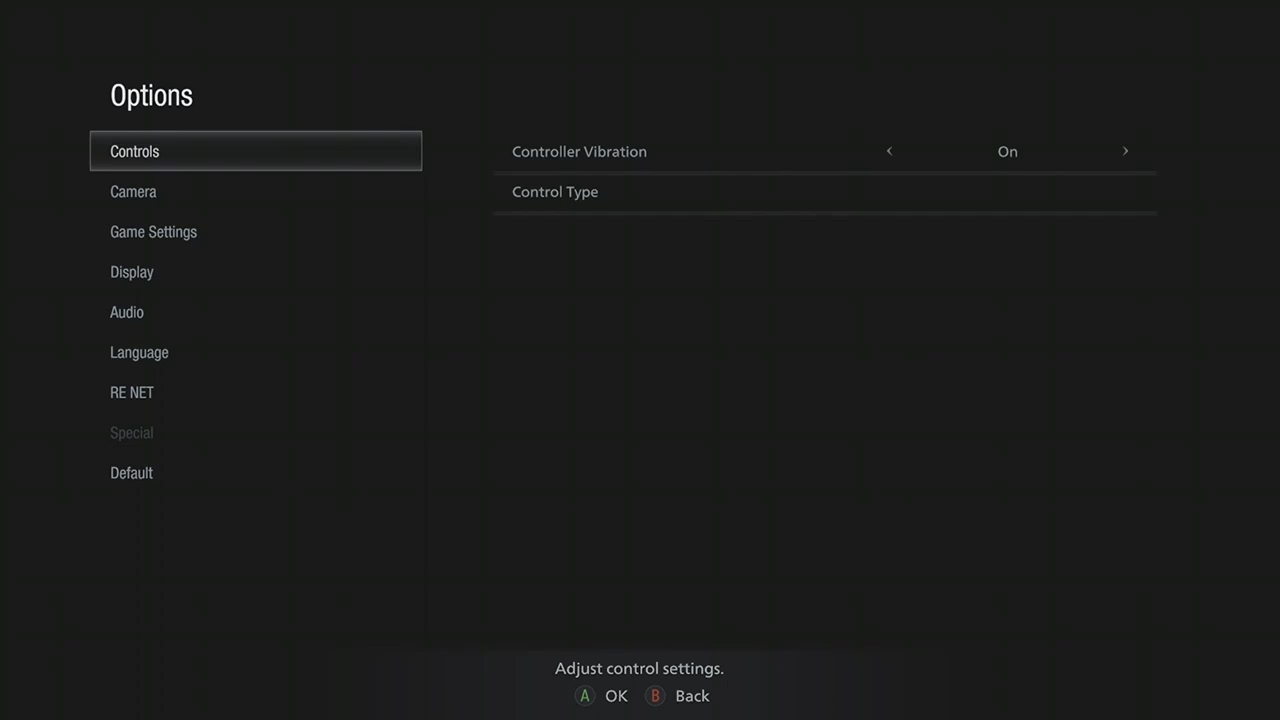 Options
Controls
Camera
Game Settings
Display
Audio
Language
RE NET
Special
Default
Controller Vibration < On >
Control Type
Adjust control settings.
A OK B Back